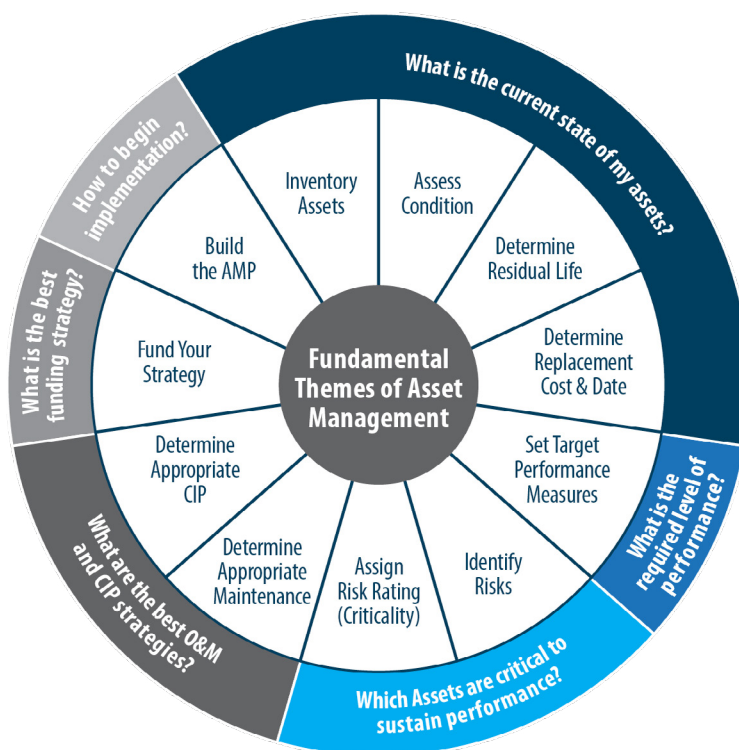 Fundamental
Themes of Asset
Management
What is the current state of my assets?
Inventory
Assets
Assess
Condition
Determine
Residual Life
Determine
Replacement
Cost & Date
What is the
required level of
performance?
Set Target
Performance
Measures
Which Assets are critical to
sustain performance?
Identify
Risks
Assign
Risk Rating
(Criticality)
What are the best O&M
and CIP strategies?
Determine
Appropriate
Maintenance
Determine
Appropriate
CIP
What is the best
funding strategy?
Fund Your
Strategy
How to begin
implementation?
Build
the AMP